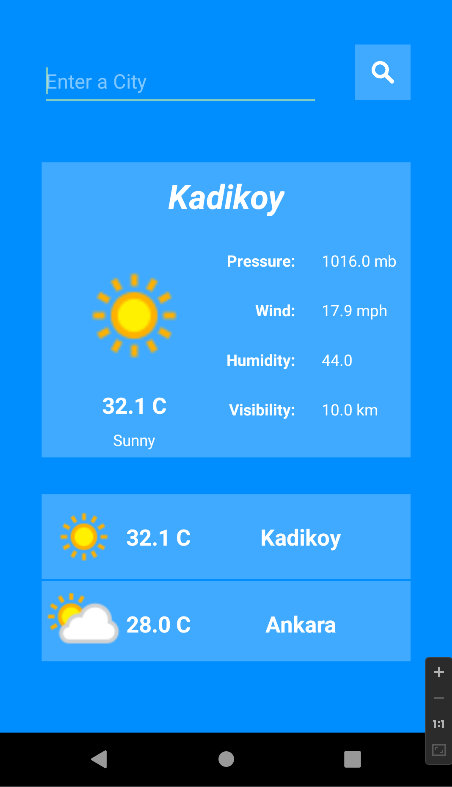 Enter a City
Kadikoy
Pressure: 1016.0 mb
Wind: 17.9 mph
Humidity: 44.0
Visibility: 10.0 km
32.1 C
Sunny
32.1 C Kadikoy
28.0 C Ankara
1:1